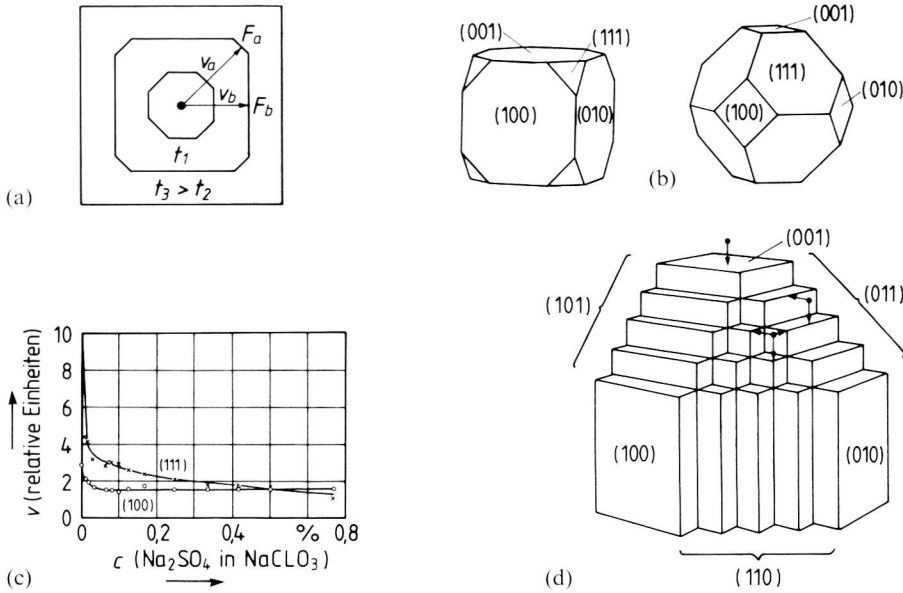 (a)
F_a
v_a
v_b
F_b
t_1
t_3 > t_2
(b)
(001)
(111)
(100)
(010)
(001)
(111)
(100)
(010)
(c)
v (relative Einheiten)
10
8
6
4
2
0
(111)
(100)
0
0,2
0,4
%
0,8
c (Na_2SO_4 in NaCLO_3)
(d)
(001)
(101)
(011)
(100)
(010)
(110)